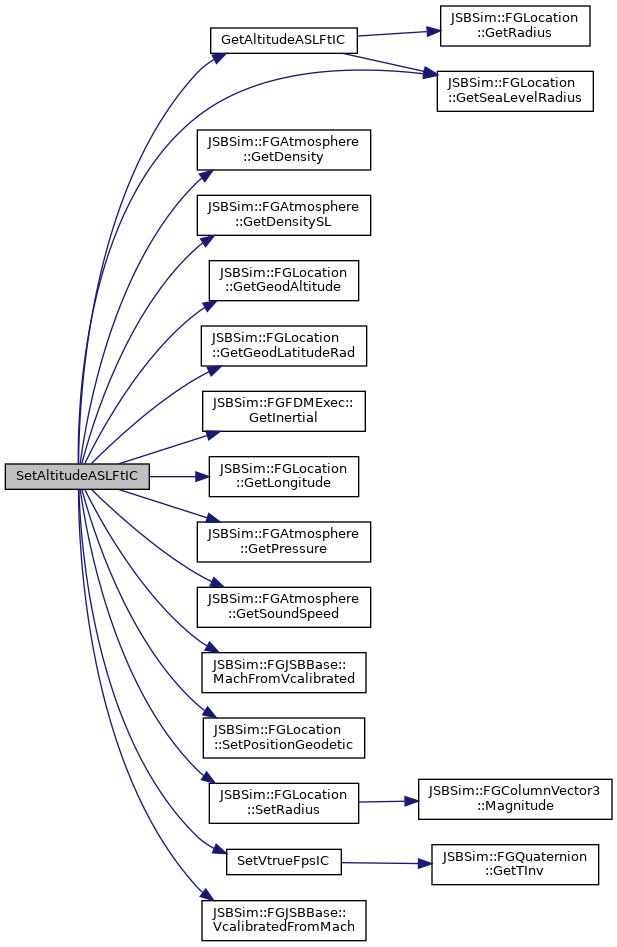 GetAltitudeASLFtIC
JSBSim::FGLocation
::GetRadius
JSBSim::FGLocation
::GetSeaLevelRadius
JSBSim::FGAtmosphere
::GetDensity
JSBSim::FGAtmosphere
::GetDensitySL
JSBSim::FGLocation
::GetGeodAltitude
JSBSim::FGLocation
::GetGeodLatitudeRad
JSBSim::FGFDMExec::
GetInertial
SetAltitudeASLFtIC
JSBSim::FGLocation
::GetLongitude
JSBSim::FGAtmosphere
::GetPressure
JSBSim::FGAtmosphere
::GetSoundSpeed
JSBSim::FGJSBBase::
MachFromVcalibrated
JSBSim::FGLocation
::SetPositionGeodetic
JSBSim::FGLocation
::SetRadius
JSBSim::FGColumnVector3
::Magnitude
SetVtrueFpsIC
JSBSim::FGQuaternion
::GetTInv
JSBSim::FGJSBBase::
VcalibratedFromMach